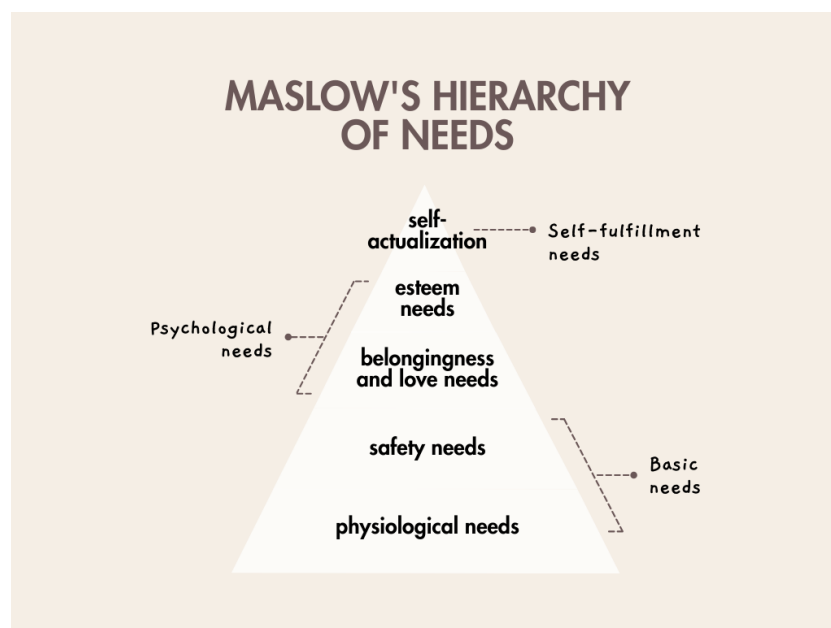 MASLOW'S HIERARCHY
OF NEEDS
self-
actualization
Self-fulfillment
needs
esteem
needs
Psychological
needs
belongingness
and love needs
safety needs
Basic
needs
physiological needs